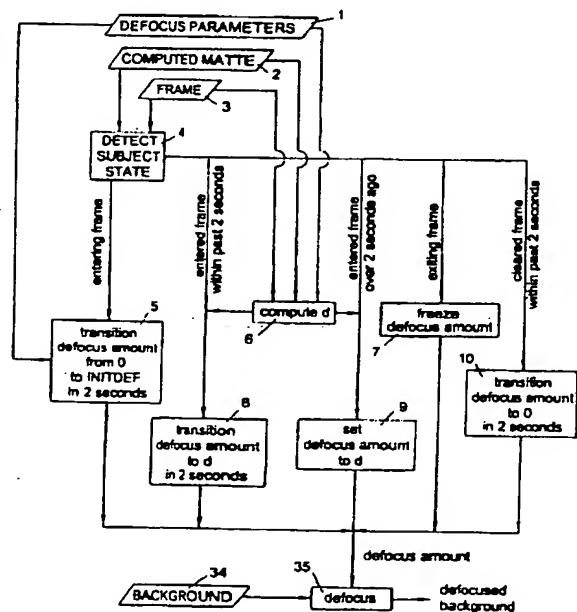 DEFOCUS PARAMETERS
1
COMPUTED MATTE
2
FRAME
3
4
DETECT
SUBJECT
STATE
entering frame
entered frame
within past 2 seconds
entered frame
over 2 seconds ago
exiting frame
cleared frame
within past 2 seconds
5
transition
defocus amount
from 0
to INITDEF
in 2 seconds
compute d
6
freeze
defocus amount
7
8
transition
defocus amount
to d
in 2 seconds
9
set
defocus amount
to d
10
transition
defocus amount
to 0
in 2 seconds
defocus amount
34
BACKGROUND
35
defocus
defocused
background